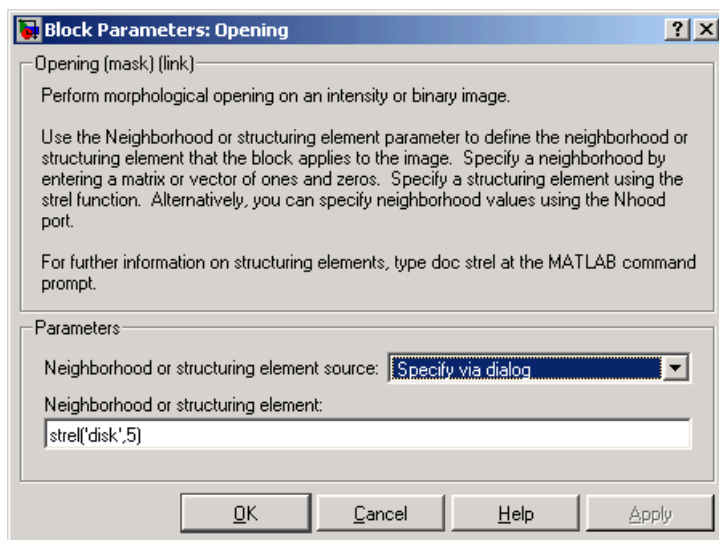 Block Parameters: Opening
Opening (mask) (link)
Perform morphological opening on an intensity or binary image.
Use the Neighborhood or structuring element parameter to define the neighborhood or
structuring element that the block applies to the image.  Specify a neighborhood by
entering a matrix or vector of ones and zeros.  Specify a structuring element using the
strel function.  Alternatively, you can specify neighborhood values using the Nhood
port.
For further information on structuring elements, type doc strel at the MATLAB command
prompt.
Parameters
Neighborhood or structuring element source: Specify via dialog
Neighborhood or structuring element:
strel('disk',5)
OK Cancel Help Apply